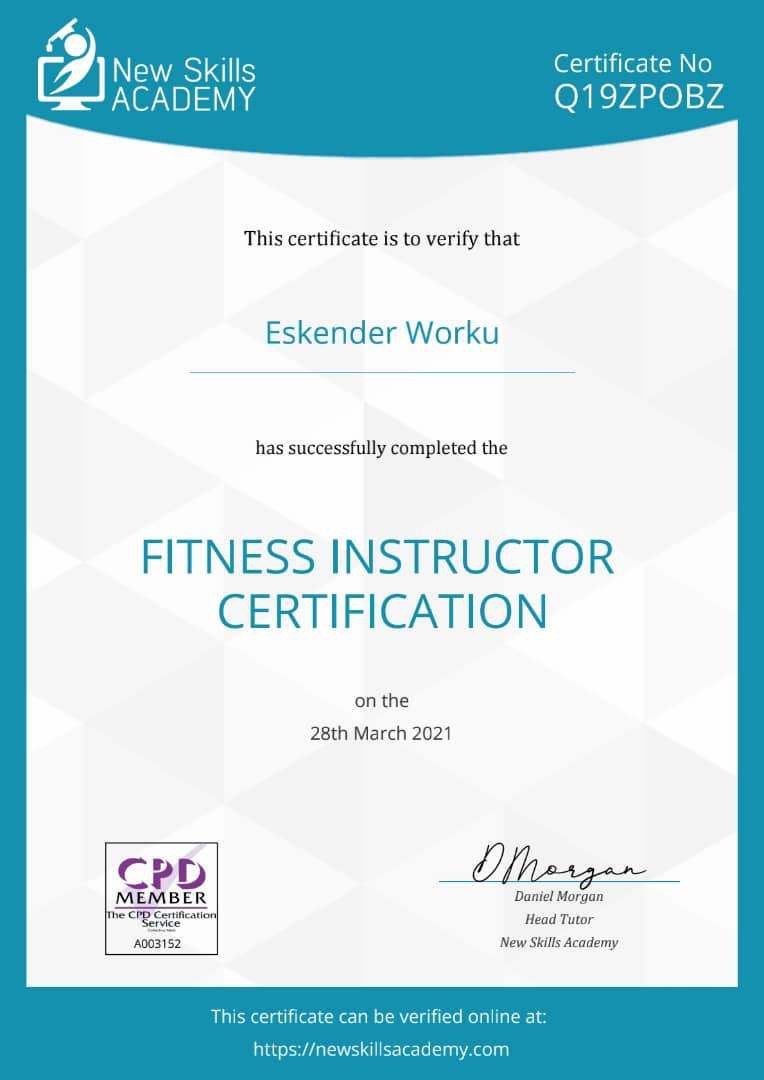 New Skills
ACADEMY
Certificate No
Q19ZPOBZ
This certificate is to verify that
Eskender Worku
has successfully completed the
FITNESS INSTRUCTOR
CERTIFICATION
on the
28th March 2021
CPD
MEMBER
The CPD Certification
Service
A003152
DMorgan
Daniel Morgan
Head Tutor
New Skills Academy
This certificate can be verified online at:
https://newskillsacademy.com